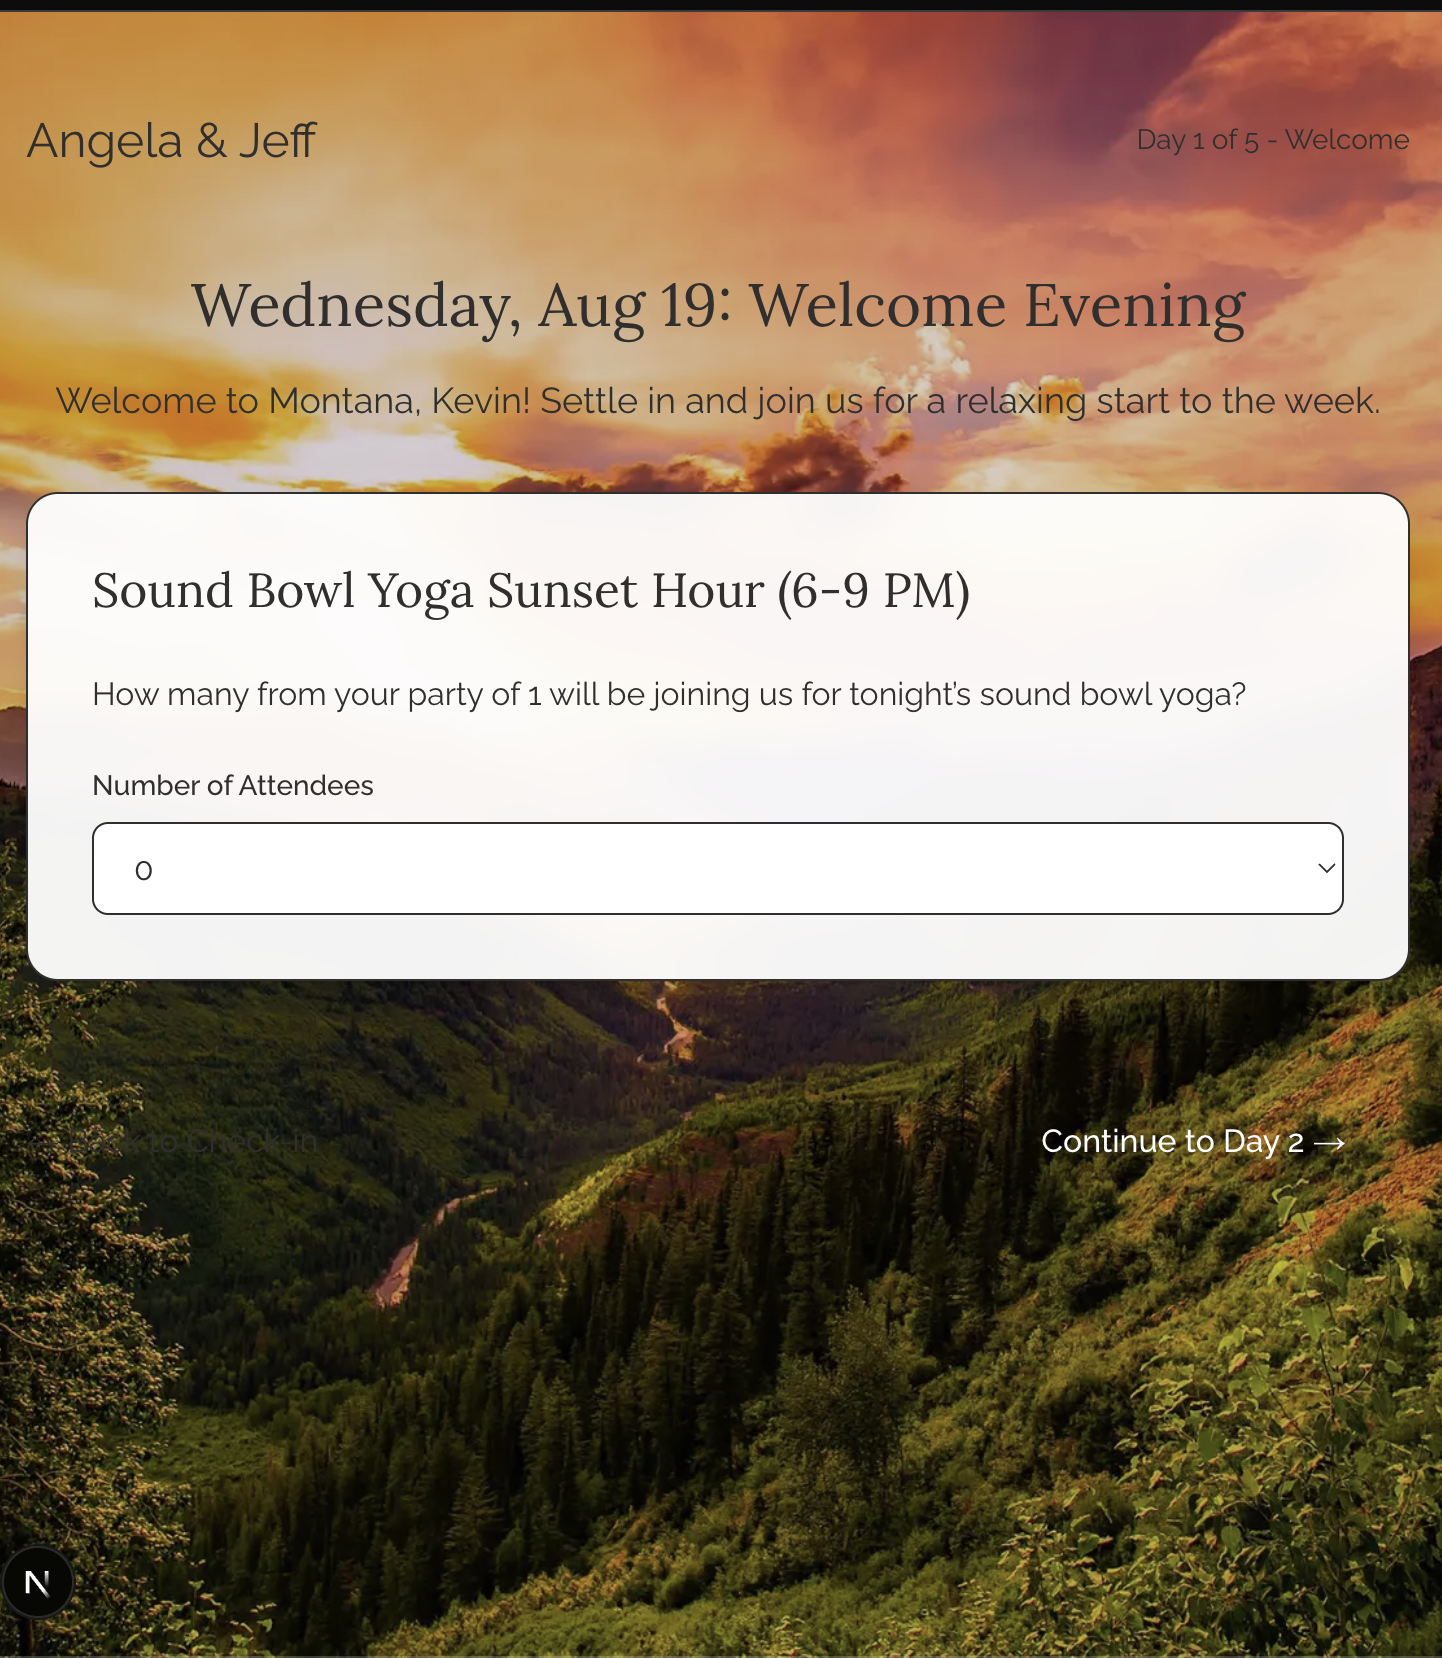 Angela & Jeff
Day 1 of 5 - Welcome
Wednesday, Aug 19: Welcome Evening
Welcome to Montana, Kevin! Settle in and join us for a relaxing start to the week.
Sound Bowl Yoga Sunset Hour (6-9 PM)
How many from your party of 1 will be joining us for tonight’s sound bowl yoga?
Number of Attendees
0
← Back to Check-in
Continue to Day 2 →
N